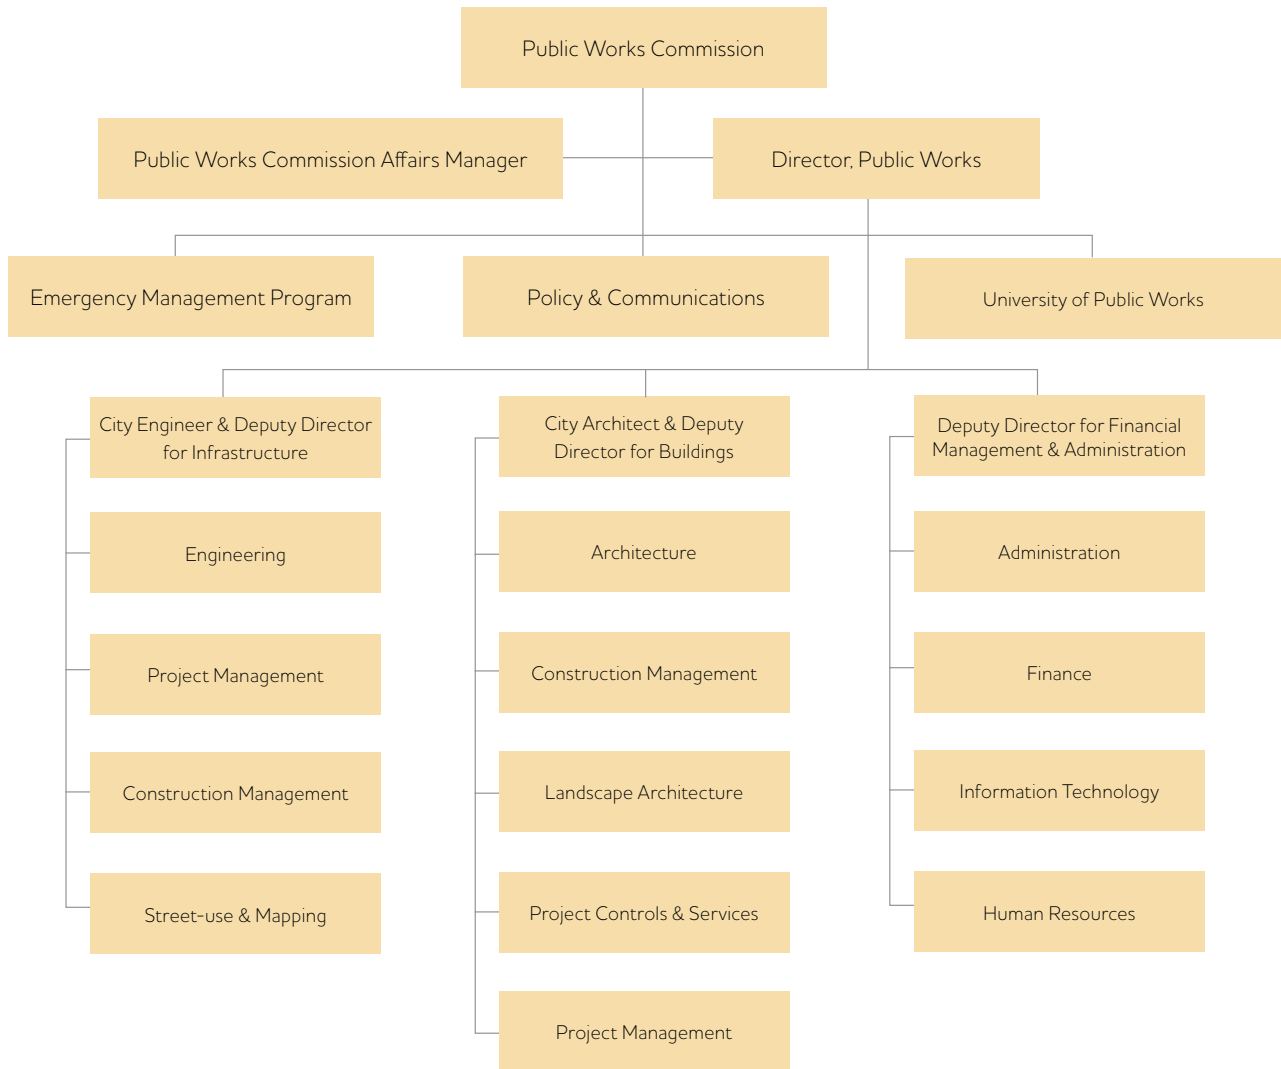 Public Works Commission
Public Works Commission Affairs Manager
Director, Public Works
Emergency Management Program
Policy & Communications
University of Public Works
City Engineer & Deputy Director
for Infrastructure
Engineering
Project Management
Construction Management
Street-use & Mapping
City Architect & Deputy
Director for Buildings
Architecture
Construction Management
Landscape Architecture
Project Controls & Services
Project Management
Deputy Director for Financial
Management & Administration
Administration
Finance
Information Technology
Human Resources